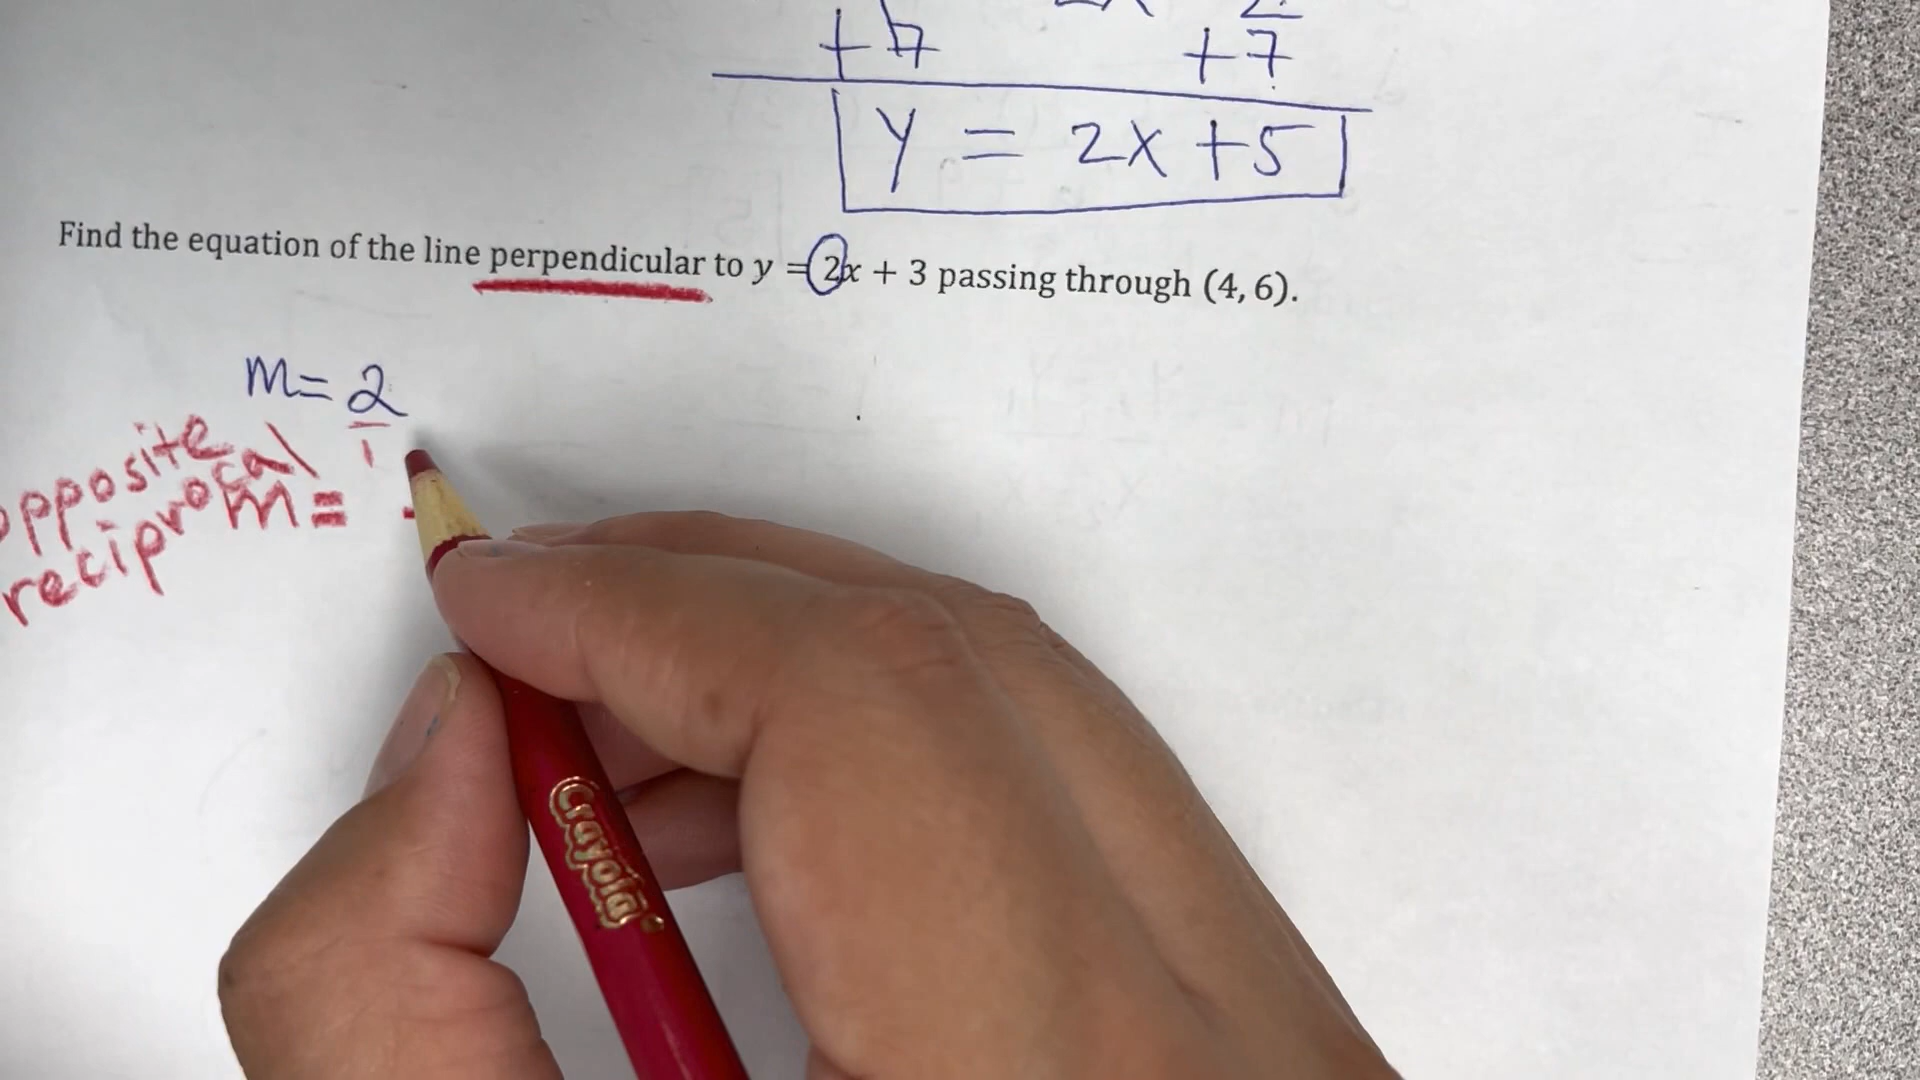 +7 +7
y = 2x +5
Find the equation of the line perpendicular to y = 2x + 3 passing through (4, 6).
m= 2
1
opposite
reciprocal
m= -
Crayola